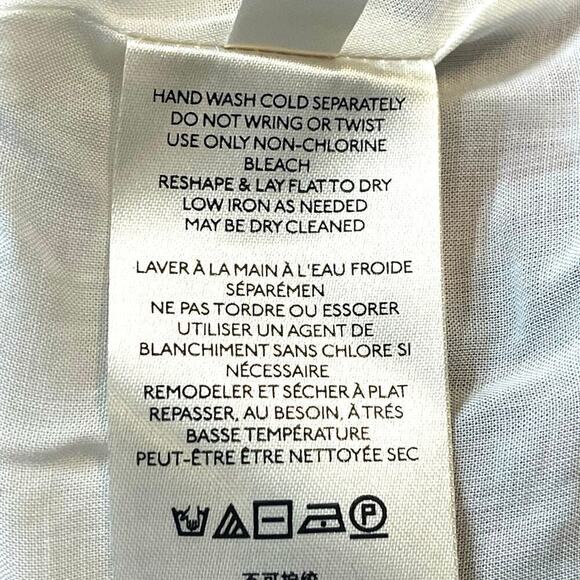 HAND WASH COLD SEPARATELY
DO NOT WRING OR TWIST
USE ONLY NON-CHLORINE
BLEACH
RESHAPE & LAY FLAT TO DRY
LOW IRON AS NEEDED
MAY BE DRY CLEANED
LAVER À LA MAIN À L'EAU FROIDE
SÉPARÉMEN
NE PAS TORDRE OU ESSORER
UTILISER UN AGENT DE
BLANCHIMENT SANS CHLORE SI
NÉCESSAIRE
REMODELER ET SÉCHER À PLAT
REPASSER, AU BESOIN, À TRÉS
BASSE TEMPÉRATURE
PEUT-ÊTRE ÊTRE NETTOYÉE SEC
P